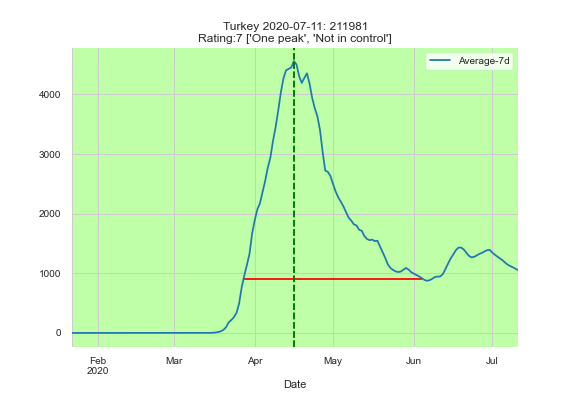 Turkey 2020-07-11: 211981
Rating:7 ['One peak', 'Not in control']
Average-7d
4000
3000
2000
1000
0
Feb Mar Apr May Jun Jul
2020
Date